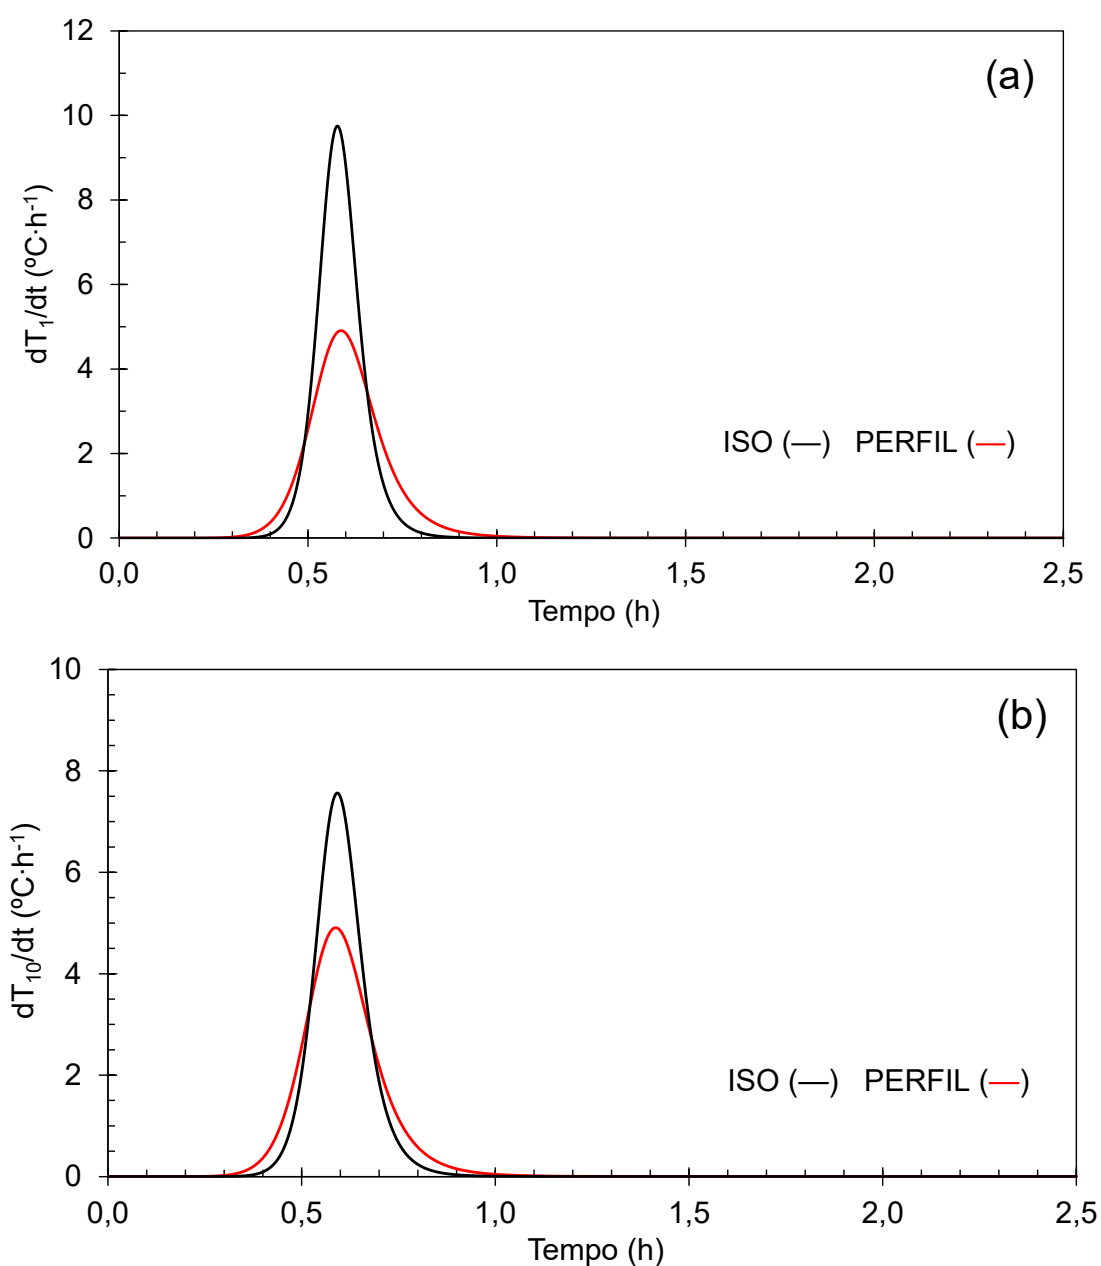 12
10
8
6
4
2
0
(a)
dT₁/dt (ºC·h⁻¹)
ISO (—) PERFIL (—)
0,0 0,5 1,0 1,5 2,0 2,5
Tempo (h)
10
8
6
4
2
0
(b)
dT₁₀/dt (ºC·h⁻¹)
ISO (—) PERFIL (—)
0,0 0,5 1,0 1,5 2,0 2,5
Tempo (h)